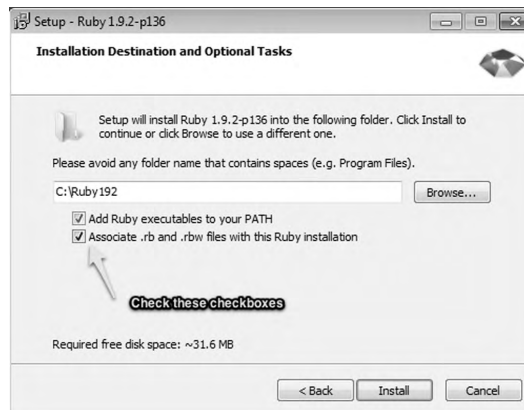 Setup - Ruby 1.9.2-p136
Installation Destination and Optional Tasks
Setup will install Ruby 1.9.2-p136 into the following folder. Click Install to
continue or click Browse to use a different one.
Please avoid any folder name that contains spaces (e.g. Program Files).
C:\Ruby192
Browse...
Add Ruby executables to your PATH
Associate .rb and .rbw files with this Ruby installation
Check these checkboxes
Required free disk space: ~31.6 MB
< Back
Install
Cancel